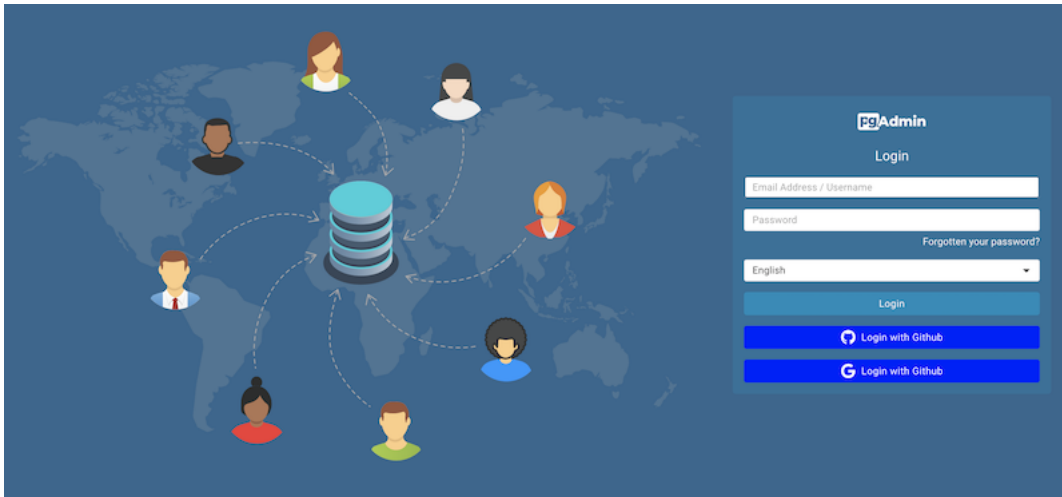 pgAdmin
Login
Email Address / Username
Password
Forgotten your password?
English
Login
Login with Github
Login with Github